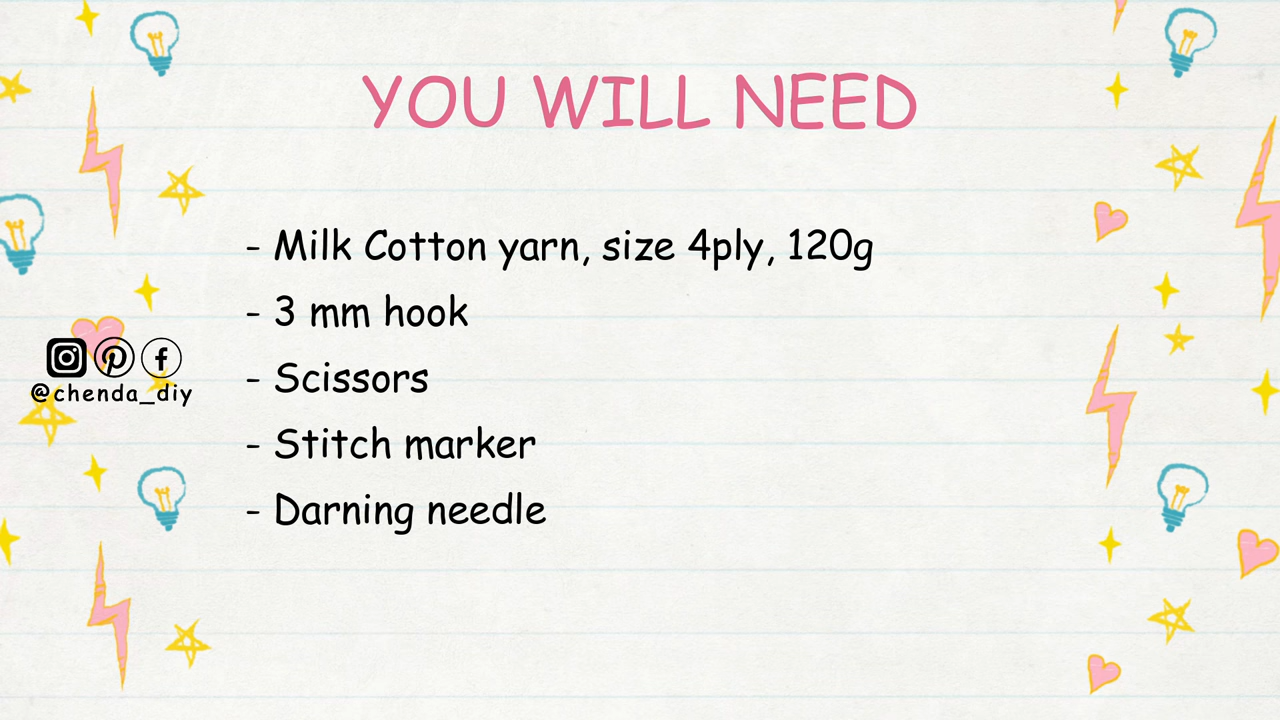 YOU WILL NEED
- Milk Cotton yarn, size 4ply, 120g
- 3 mm hook
- Scissors
- Stitch marker
- Darning needle
@chenda_diy